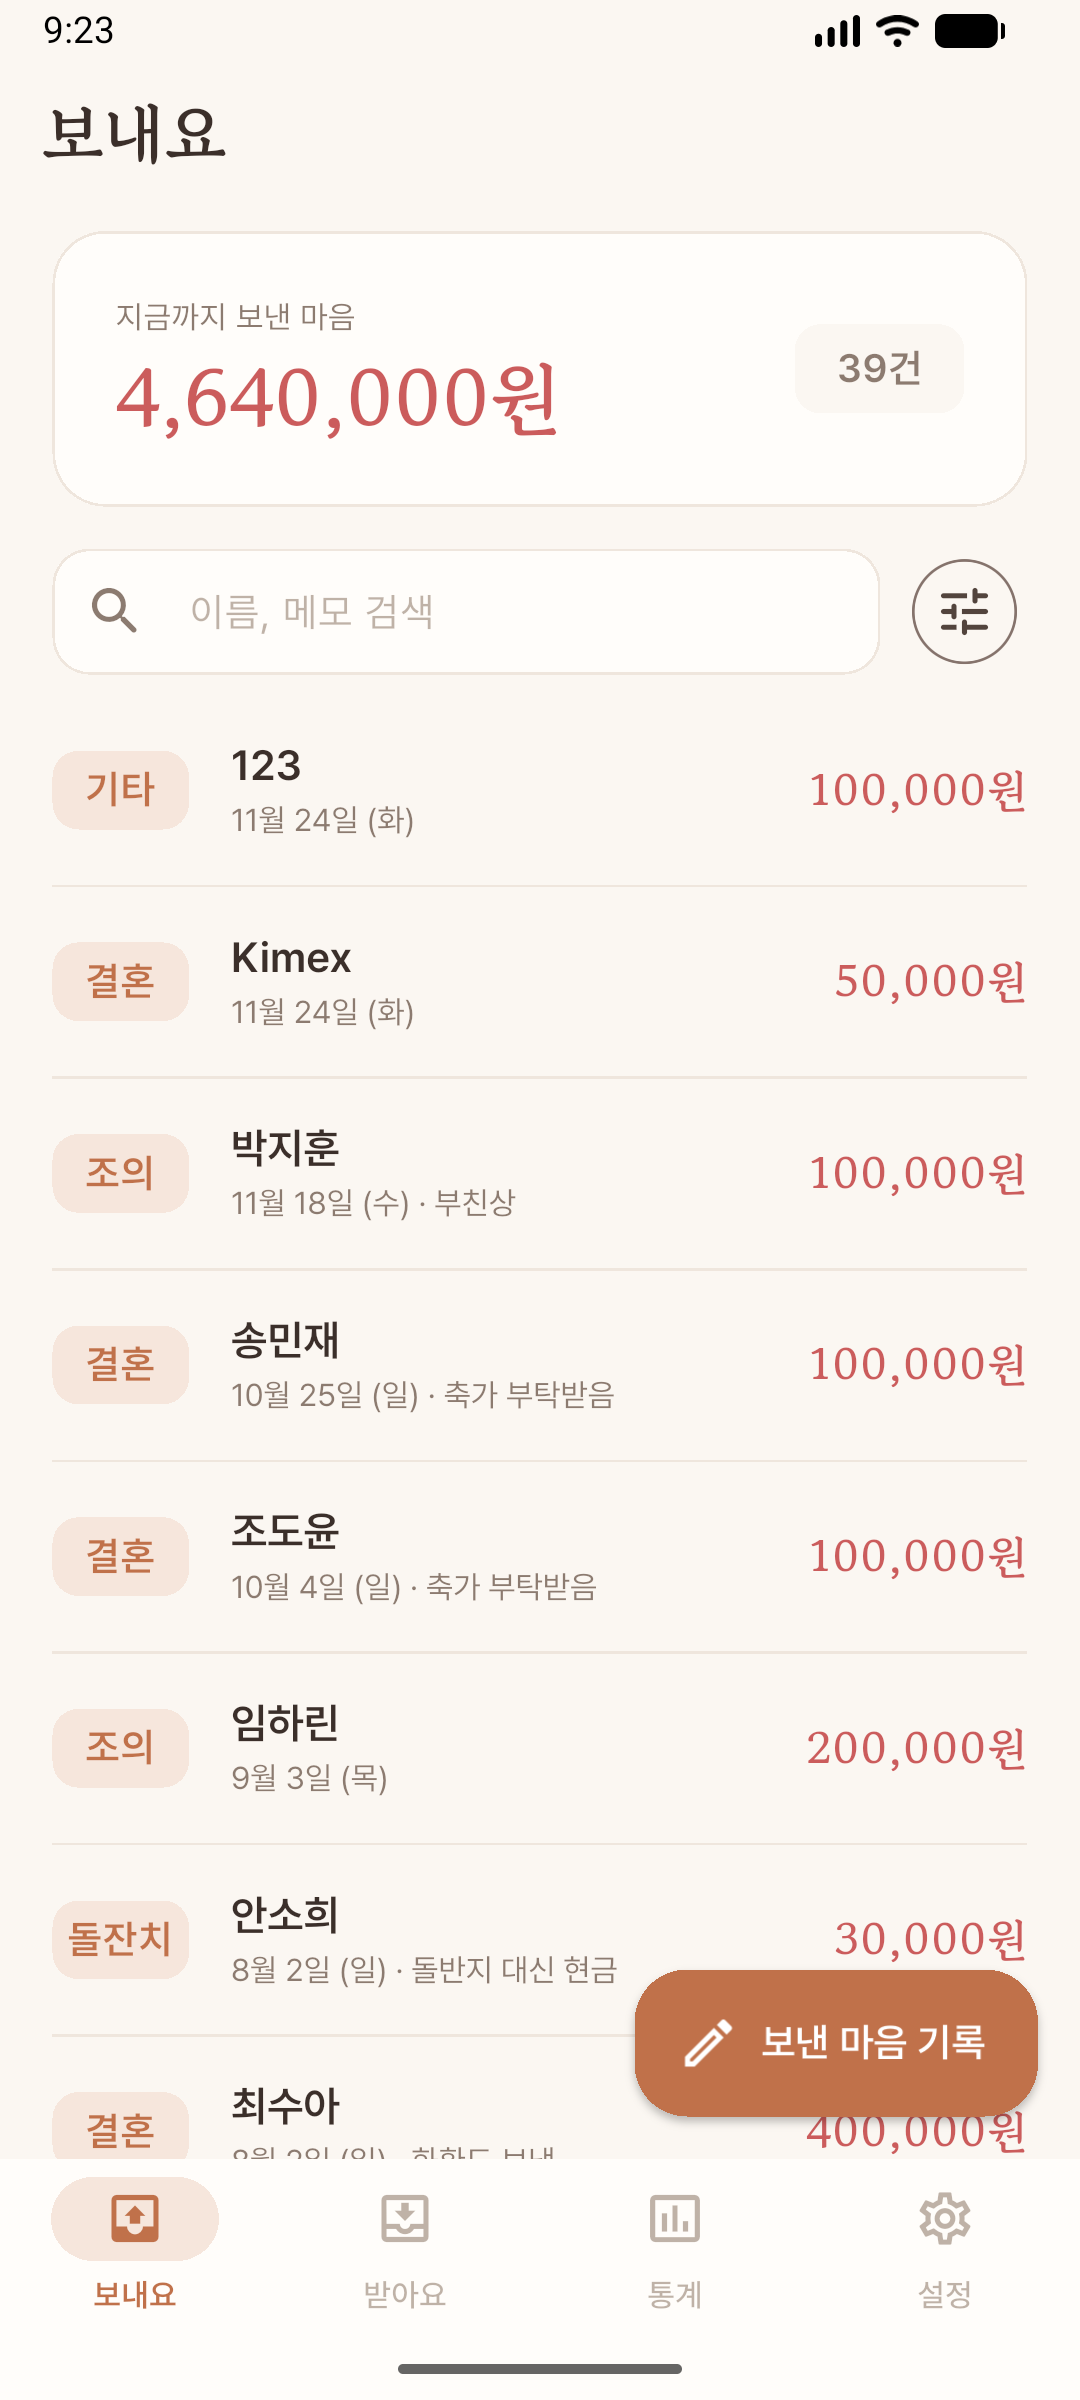 9:23
보내요
지금까지 보낸 마음
4,640,000원
39건
이름, 메모 검색
기타
123
11월 24일 (화)
100,000원
결혼
Kimex
11월 24일 (화)
50,000원
조의
박지훈
11월 18일 (수) · 부친상
100,000원
결혼
송민재
10월 25일 (일) · 축가 부탁받음
100,000원
결혼
조도윤
10월 4일 (일) · 축가 부탁받음
100,000원
조의
임하린
9월 3일 (목)
200,000원
돌잔치
안소희
8월 2일 (일) · 돌반지 대신 현금
30,000원
보낸 마음 기록
결혼
최수아
400,000원
보내요
받아요
통계
설정